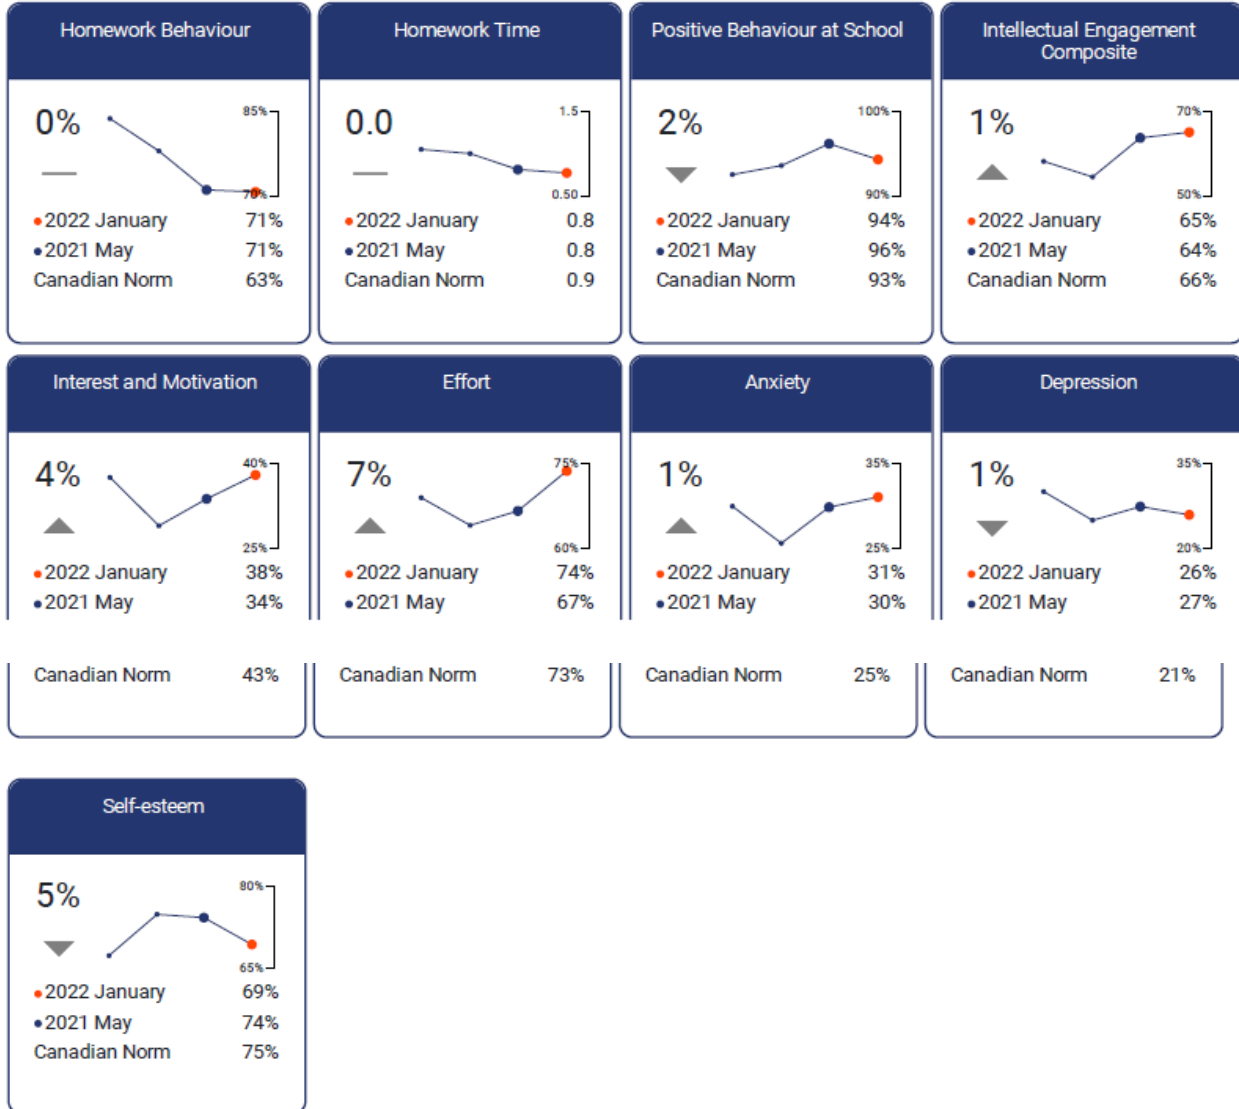 Homework Behaviour
0%
85%
70%
2022 January 71%
2021 May 71%
Canadian Norm 63%
Homework Time
0.0
1.5
0.50
2022 January 0.8
2021 May 0.8
Canadian Norm 0.9
Positive Behaviour at School
2%
100%
90%
2022 January 94%
2021 May 96%
Canadian Norm 93%
Intellectual Engagement
Composite
1%
70%
50%
2022 January 65%
2021 May 64%
Canadian Norm 66%
Interest and Motivation
4%
40%
25%
2022 January 38%
2021 May 34%
Canadian Norm 43%
Effort
7%
75%
60%
2022 January 74%
2021 May 67%
Canadian Norm 73%
Anxiety
1%
35%
25%
2022 January 31%
2021 May 30%
Canadian Norm 25%
Depression
1%
35%
20%
2022 January 26%
2021 May 27%
Canadian Norm 21%
Self-esteem
5%
80%
65%
2022 January 69%
2021 May 74%
Canadian Norm 75%